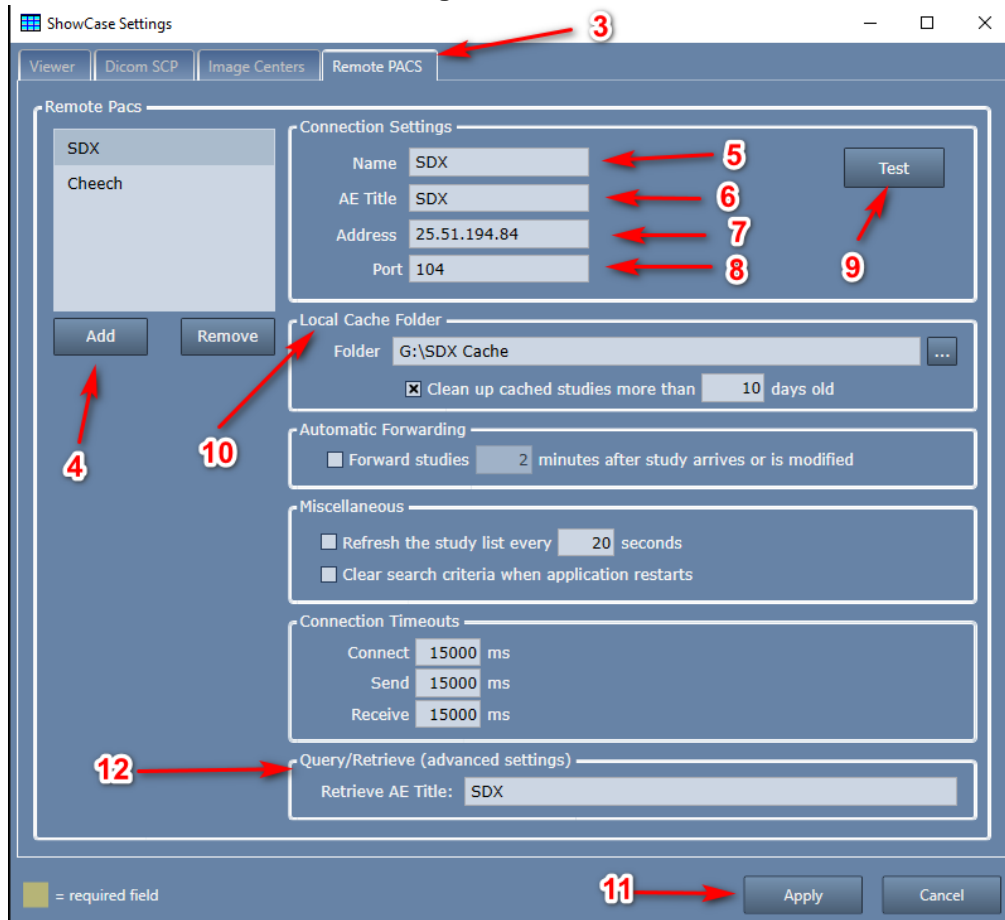 ShowCase Settings
3
Viewer Dicom SCP Image Centers Remote PACS
Remote Pacs
SDX
Cheech
Add Remove
4
10
Connection Settings
Name SDX
5
AE Title SDX
6
Address 25.51.194.84
7
Port 104
8
Test
9
Local Cache Folder
Folder G:\SDX Cache ...
Clean up cached studies more than 10 days old
Automatic Forwarding
Forward studies 2 minutes after study arrives or is modified
Miscellaneous
Refresh the study list every 20 seconds
Clear search criteria when application restarts
Connection Timeouts
Connect 15000 ms
Send 15000 ms
Receive 15000 ms
12
Query/Retrieve (advanced settings)
Retrieve AE Title: SDX
= required field
11
Apply Cancel